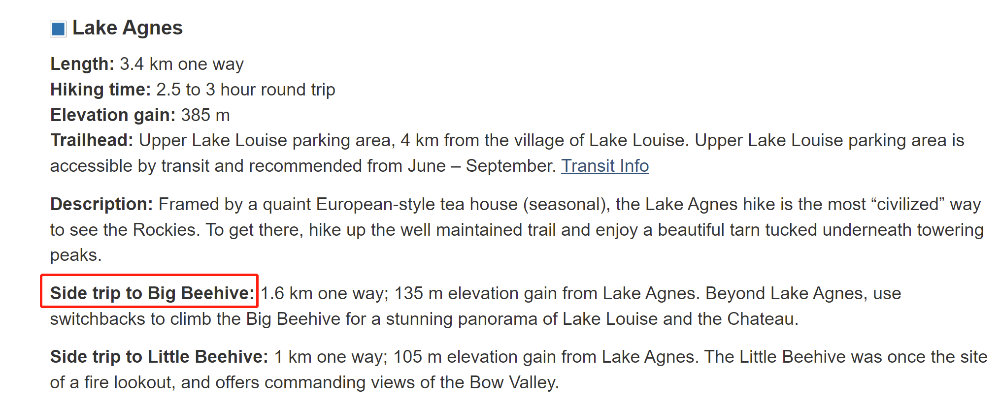 Lake Agnes
Length: 3.4 km one way
Hiking time: 2.5 to 3 hour round trip
Elevation gain: 385 m
Trailhead: Upper Lake Louise parking area, 4 km from the village of Lake Louise. Upper Lake Louise parking area is
accessible by transit and recommended from June – September. Transit Info
Description: Framed by a quaint European-style tea house (seasonal), the Lake Agnes hike is the most “civilized” way
to see the Rockies. To get there, hike up the well maintained trail and enjoy a beautiful tarn tucked underneath towering
peaks.
Side trip to Big Beehive: 1.6 km one way; 135 m elevation gain from Lake Agnes. Beyond Lake Agnes, use
switchbacks to climb the Big Beehive for a stunning panorama of Lake Louise and the Chateau.
Side trip to Little Beehive: 1 km one way; 105 m elevation gain from Lake Agnes. The Little Beehive was once the site
of a fire lookout, and offers commanding views of the Bow Valley.